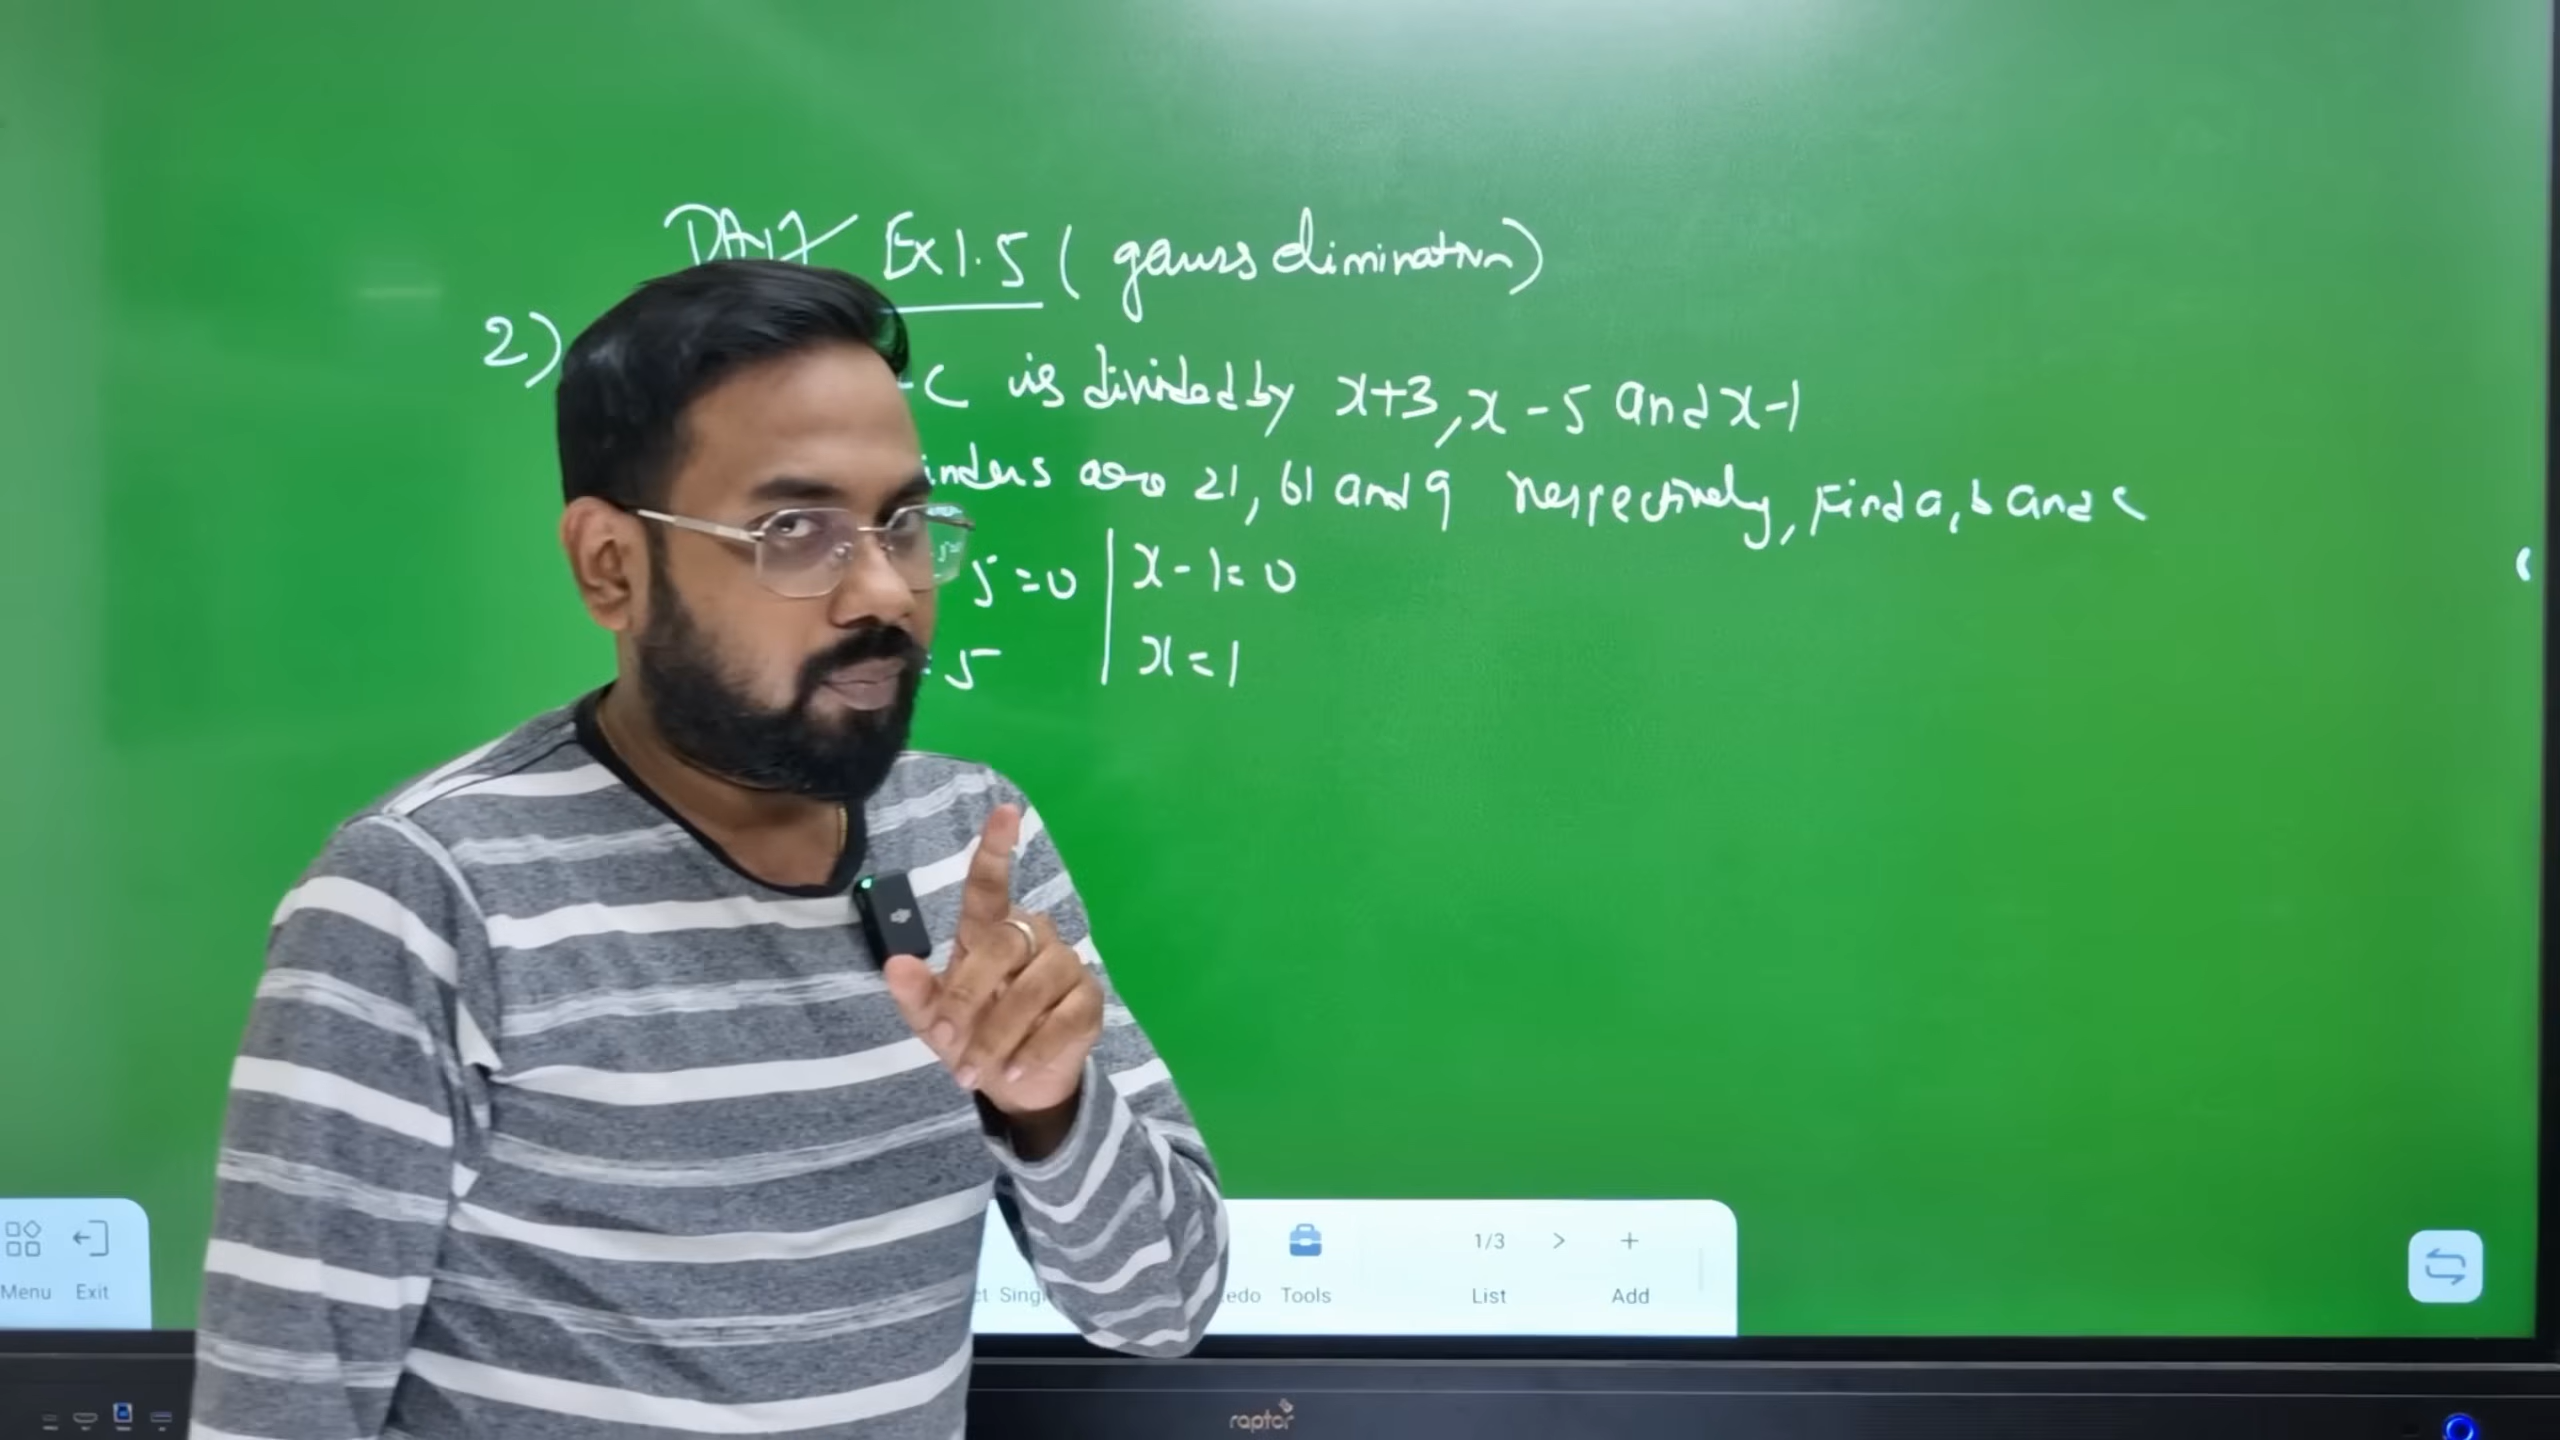 Ex 1.5 (gauss elimination)
2)
-C is divided by x+3, x-5 and x-1
inders are 21, 61 and 9 respectively, Find a, b and c
5=0 | x-1=0
=5 | x=1
Menu Exit Tools 1/3 List Add
raptor